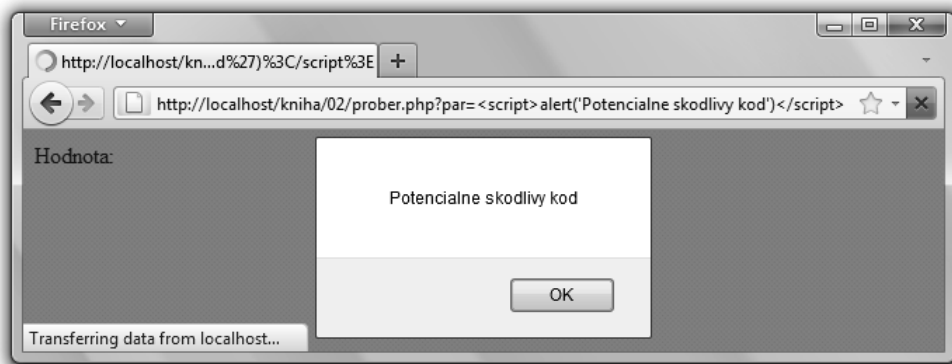 Firefox
http://localhost/kn...d%27)%3C/script%3E
http://localhost/kniha/02/prober.php?par=<script>alert('Potencialne skodlivy kod')</script>
Hodnota:
Potencialne skodlivy kod
OK
Transferring data from localhost...